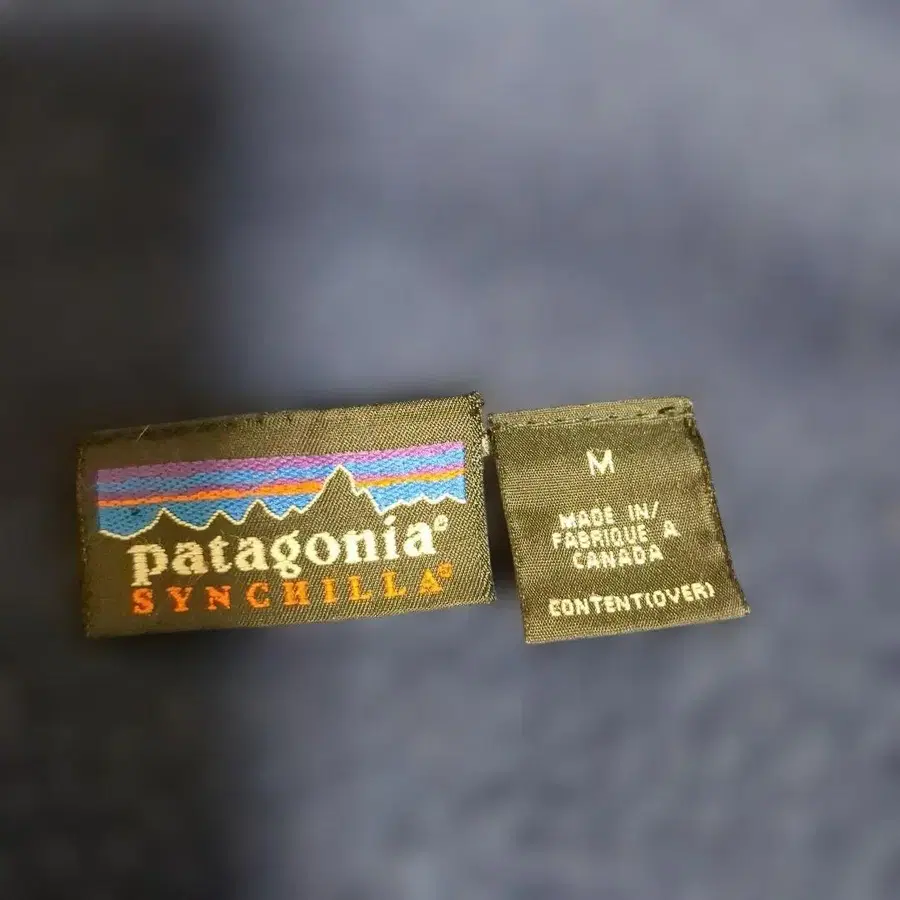 patagonia®
SYNCHILLA®
M
MADE IN/
FABRIQUE A
CANADA
CONTENT(OVER)